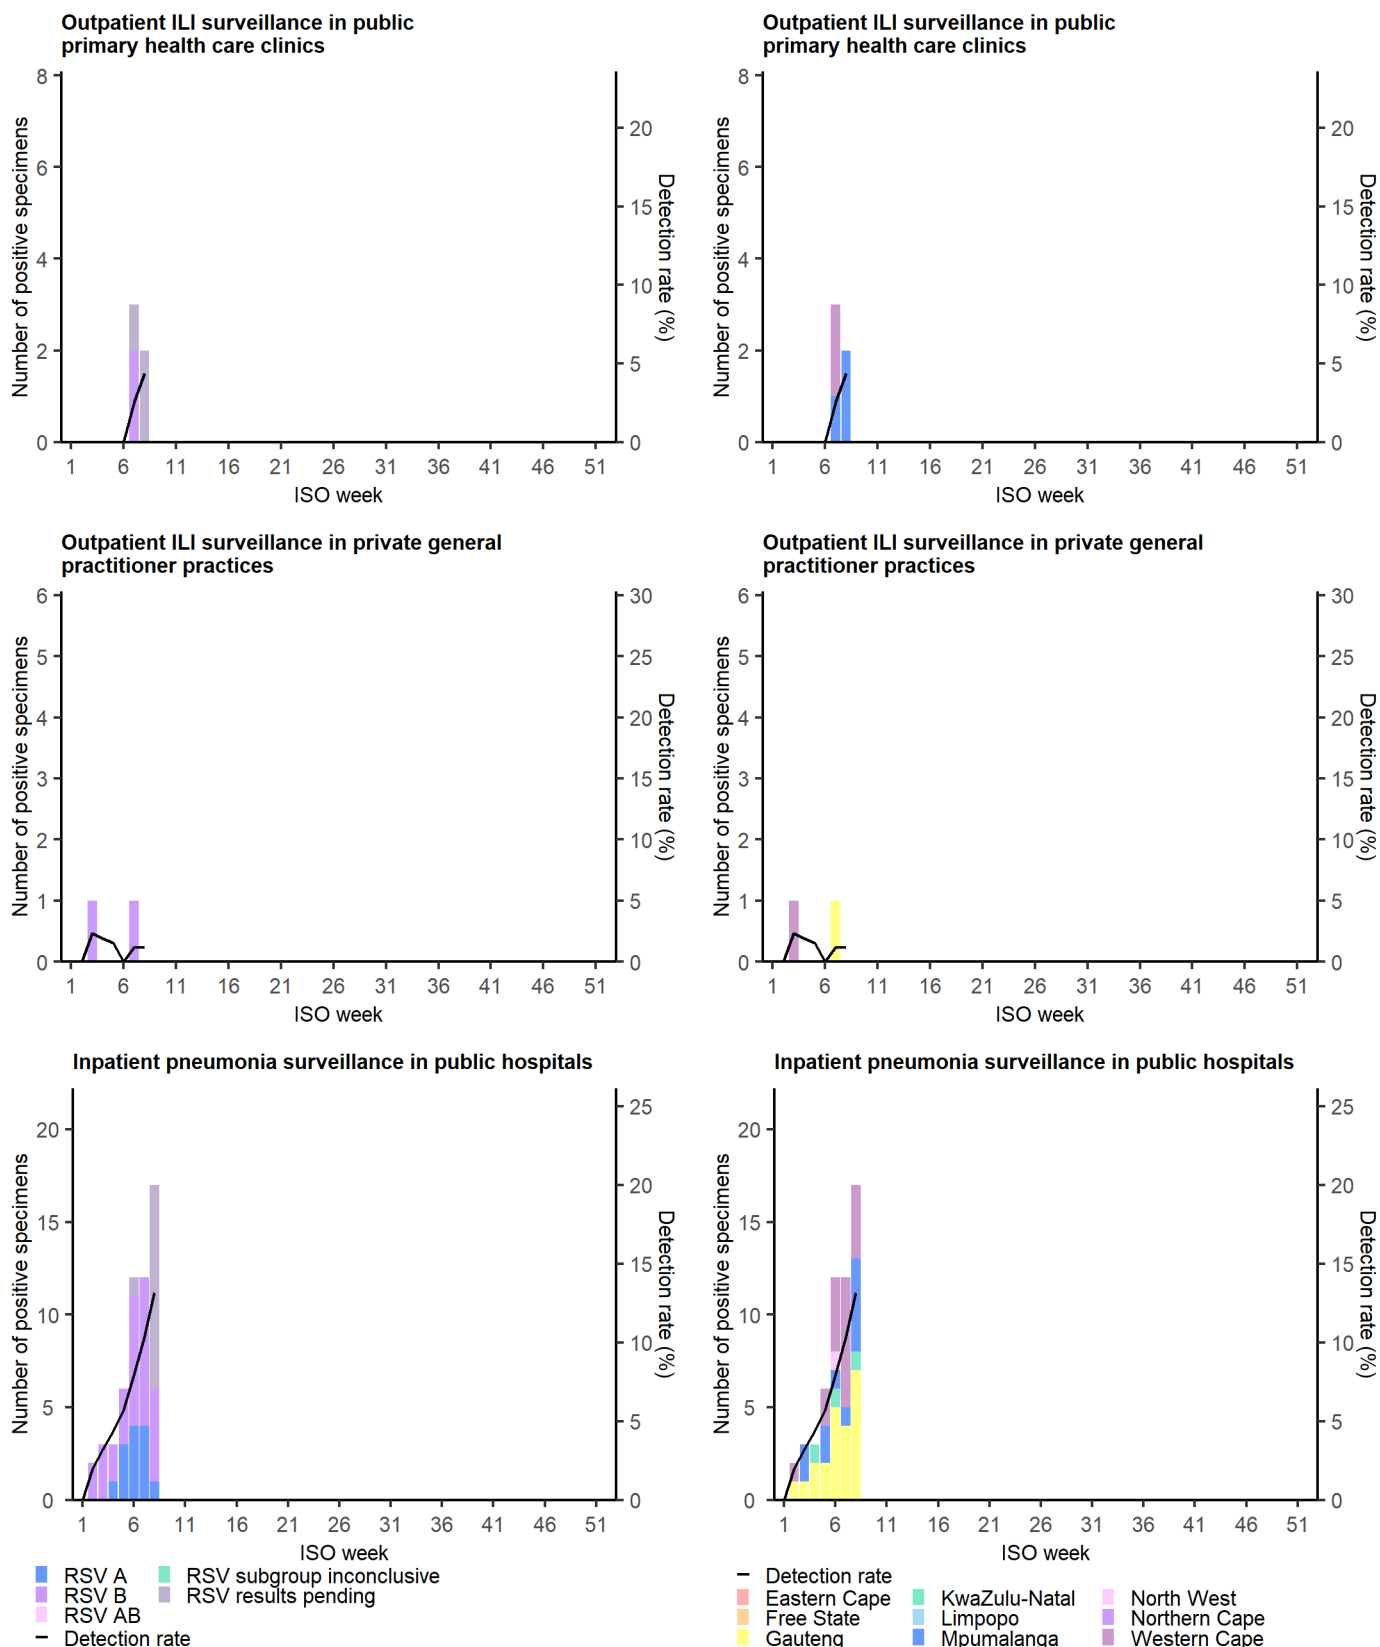 Outpatient ILI surveillance in public
primary health care clinics
Number of positive specimens
8
6
4
2
0
20
15
10
5
0
Detection rate (%)
1 6 11 16 21 26 31 36 41 46 51
ISO week
Outpatient ILI surveillance in public
primary health care clinics
Number of positive specimens
8
6
4
2
0
20
15
10
5
0
Detection rate (%)
1 6 11 16 21 26 31 36 41 46 51
ISO week
Outpatient ILI surveillance in private general
practitioner practices
Number of positive specimens
6
5
4
3
2
1
0
30
25
20
15
10
5
0
Detection rate (%)
1 6 11 16 21 26 31 36 41 46 51
ISO week
Outpatient ILI surveillance in private general
practitioner practices
Number of positive specimens
6
5
4
3
2
1
0
30
25
20
15
10
5
0
Detection rate (%)
1 6 11 16 21 26 31 36 41 46 51
ISO week
Inpatient pneumonia surveillance in public hospitals
Number of positive specimens
20
15
10
5
0
25
20
15
10
5
0
Detection rate (%)
1 6 11 16 21 26 31 36 41 46 51
ISO week
RSV A
RSV B
RSV AB
Detection rate
RSV subgroup inconclusive
RSV results pending
Inpatient pneumonia surveillance in public hospitals
Number of positive specimens
20
15
10
5
0
25
20
15
10
5
0
Detection rate (%)
1 6 11 16 21 26 31 36 41 46 51
ISO week
Detection rate
Eastern Cape
Free State
Gauteng
KwaZulu-Natal
Limpopo
Mpumalanga
North West
Northern Cape
Western Cape